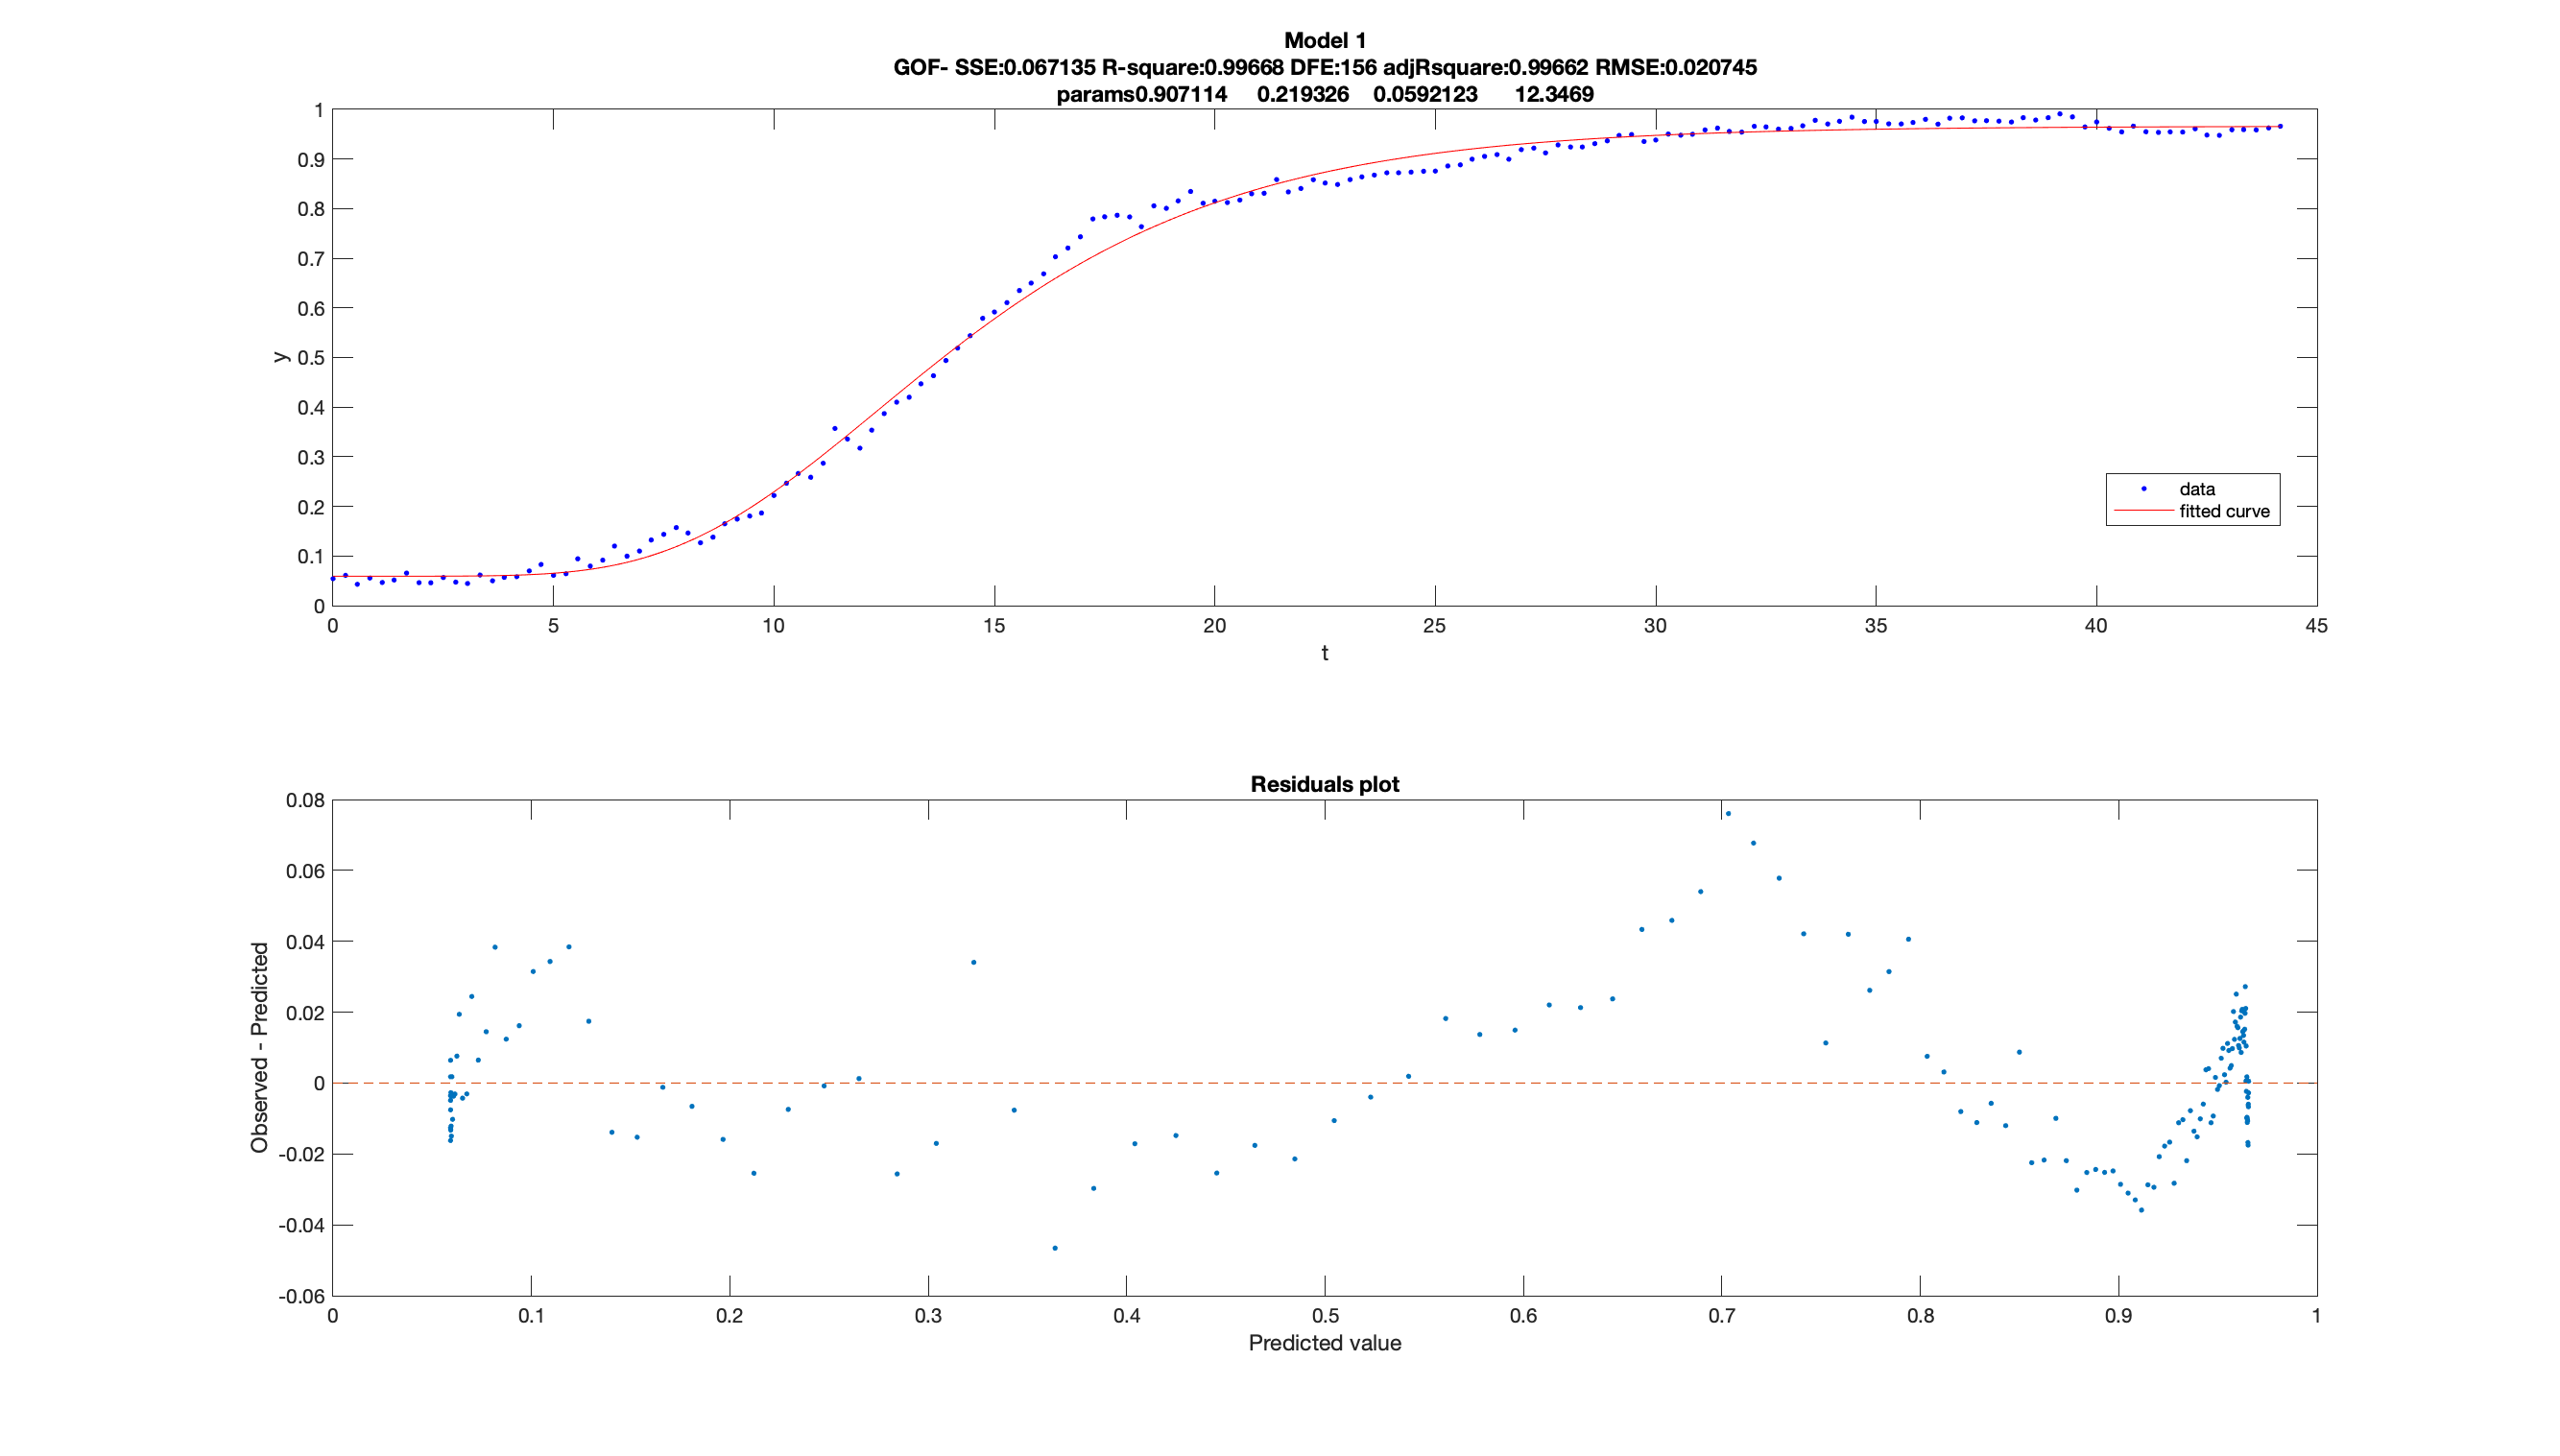 Model 1
GOF- SSE:0.067135 R-square:0.99668 DFE:156 adjRsquare:0.99662 RMSE:0.020745
params0.907114 0.219326 0.0592123 12.3469
1
0.9
0.8
0.7
0.6
0.5
0.4
0.3
0.2
0.1
0
y
data
fitted curve
0 5 10 15 20 25 30 35 40 45
t
Residuals plot
0.08
0.06
0.04
0.02
0
-0.02
-0.04
-0.06
Observed - Predicted
0 0.1 0.2 0.3 0.4 0.5 0.6 0.7 0.8 0.9 1
Predicted value